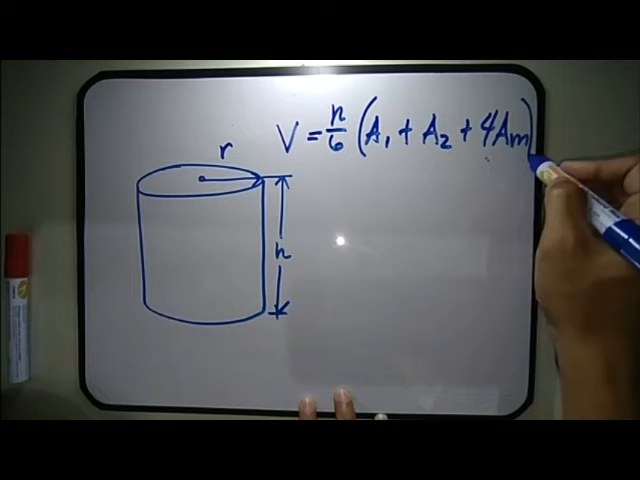 V = h/6 (A₁ + A₂ + 4Am)
r
h